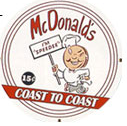 McDonald's
I'M
"SPEEDEE"
15¢
COAST TO COAST